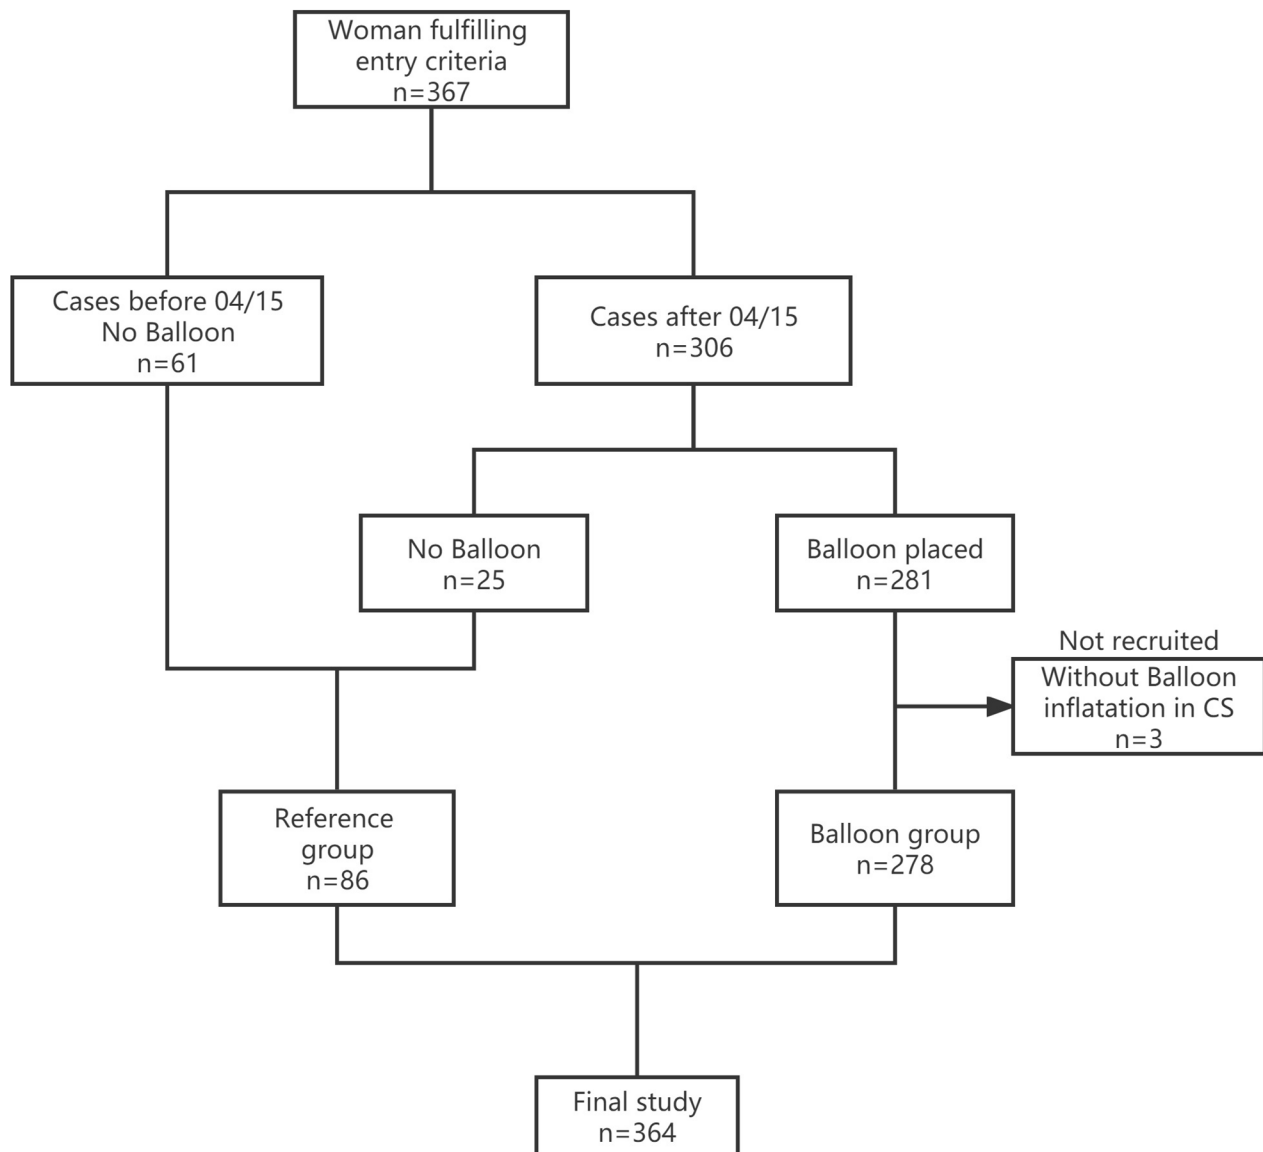 Woman fulfilling
entry criteria
n=367
Cases before 04/15
No Balloon
n=61
Cases after 04/15
n=306
No Balloon
n=25
Balloon placed
n=281
Not recruited
Without Balloon
inflatation in CS
n=3
Reference
group
n=86
Balloon group
n=278
Final study
n=364